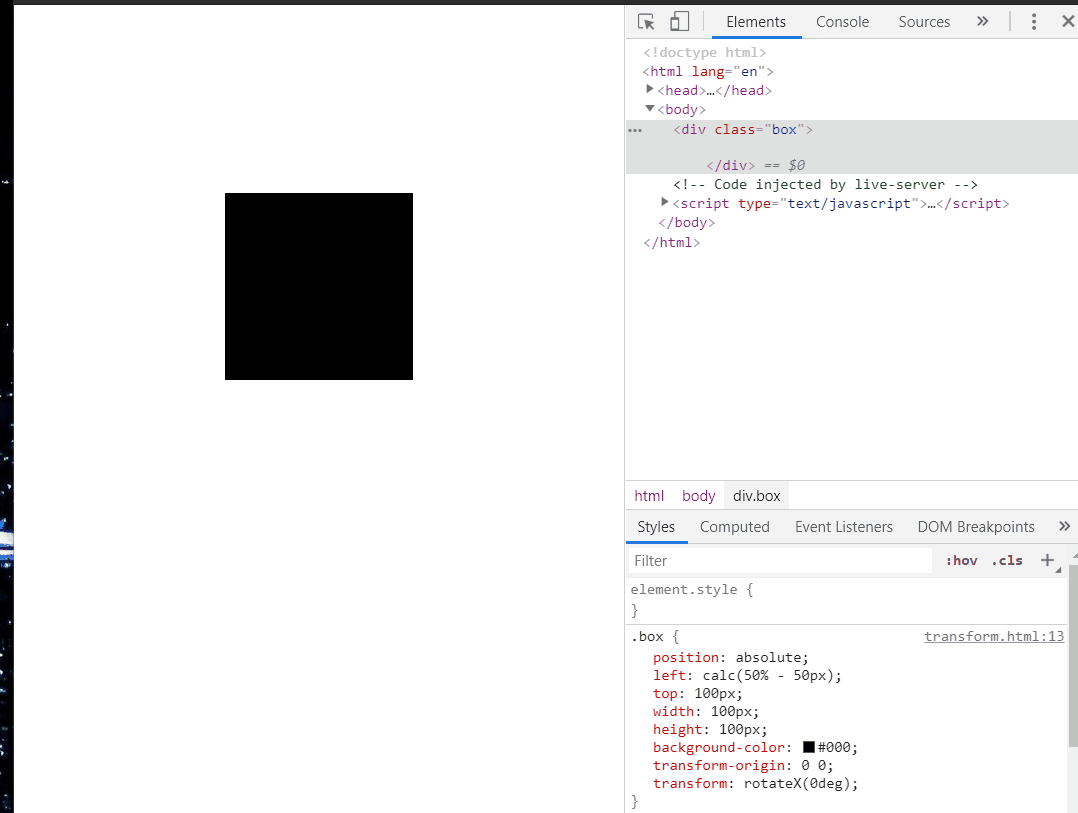 Elements Console Sources »
<!doctype html>
<html lang="en">
<head>…</head>
<body>
<div class="box">
</div> == $0
<!-- Code injected by live-server -->
<script type="text/javascript">…</script>
</body>
</html>
html body div.box
Styles Computed Event Listeners DOM Breakpoints »
Filter :hov .cls +
element.style {
}
.box { transform.html:13
position: absolute;
left: calc(50% - 50px);
top: 100px;
width: 100px;
height: 100px;
background-color: #000;
transform-origin: 0 0;
transform: rotateX(0deg);
}